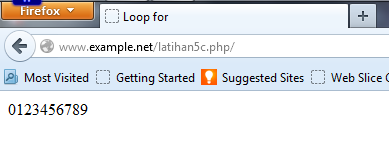 Firefox
Loop for
www.example.net/latihan5c.php/
Most Visited
Getting Started
Suggested Sites
Web Slice G
0123456789